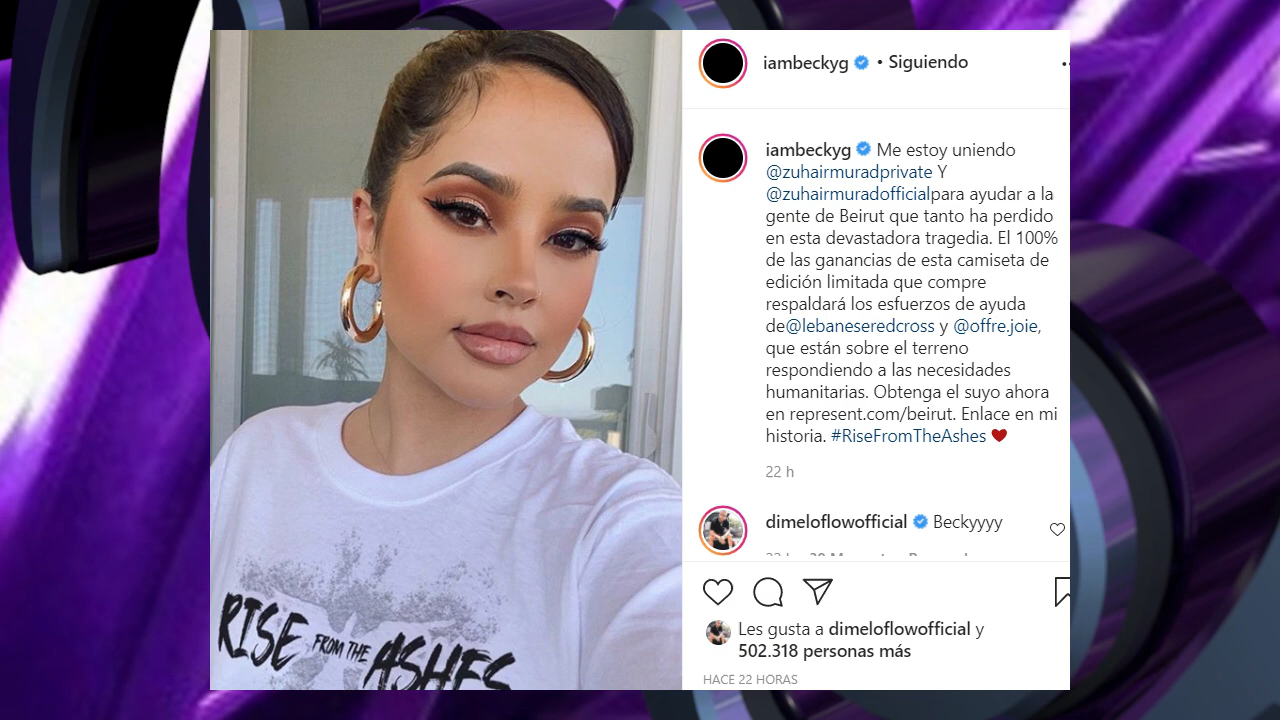 RISE FROM THE ASHES
iambeckyg • Siguiendo
iambeckyg Me estoy uniendo
@zuhairmuradprivate Y
@zuhairmuradofficialpara ayudar a la
gente de Beirut que tanto ha perdido
en esta devastadora tragedia. El 100%
de las ganancias de esta camiseta de
edición limitada que compre
respaldará los esfuerzos de ayuda
de@lebaneseredcross y @offre.joie,
que están sobre el terreno
respondiendo a las necesidades
humanitarias. Obtenga el suyo ahora
en represent.com/beirut. Enlace en mi
historia. #RiseFromTheAshes ♥
22 h
dimeloflowofficial Beckyyyy
Les gusta a dimeloflowofficial y
502.318 personas más
HACE 22 HORAS